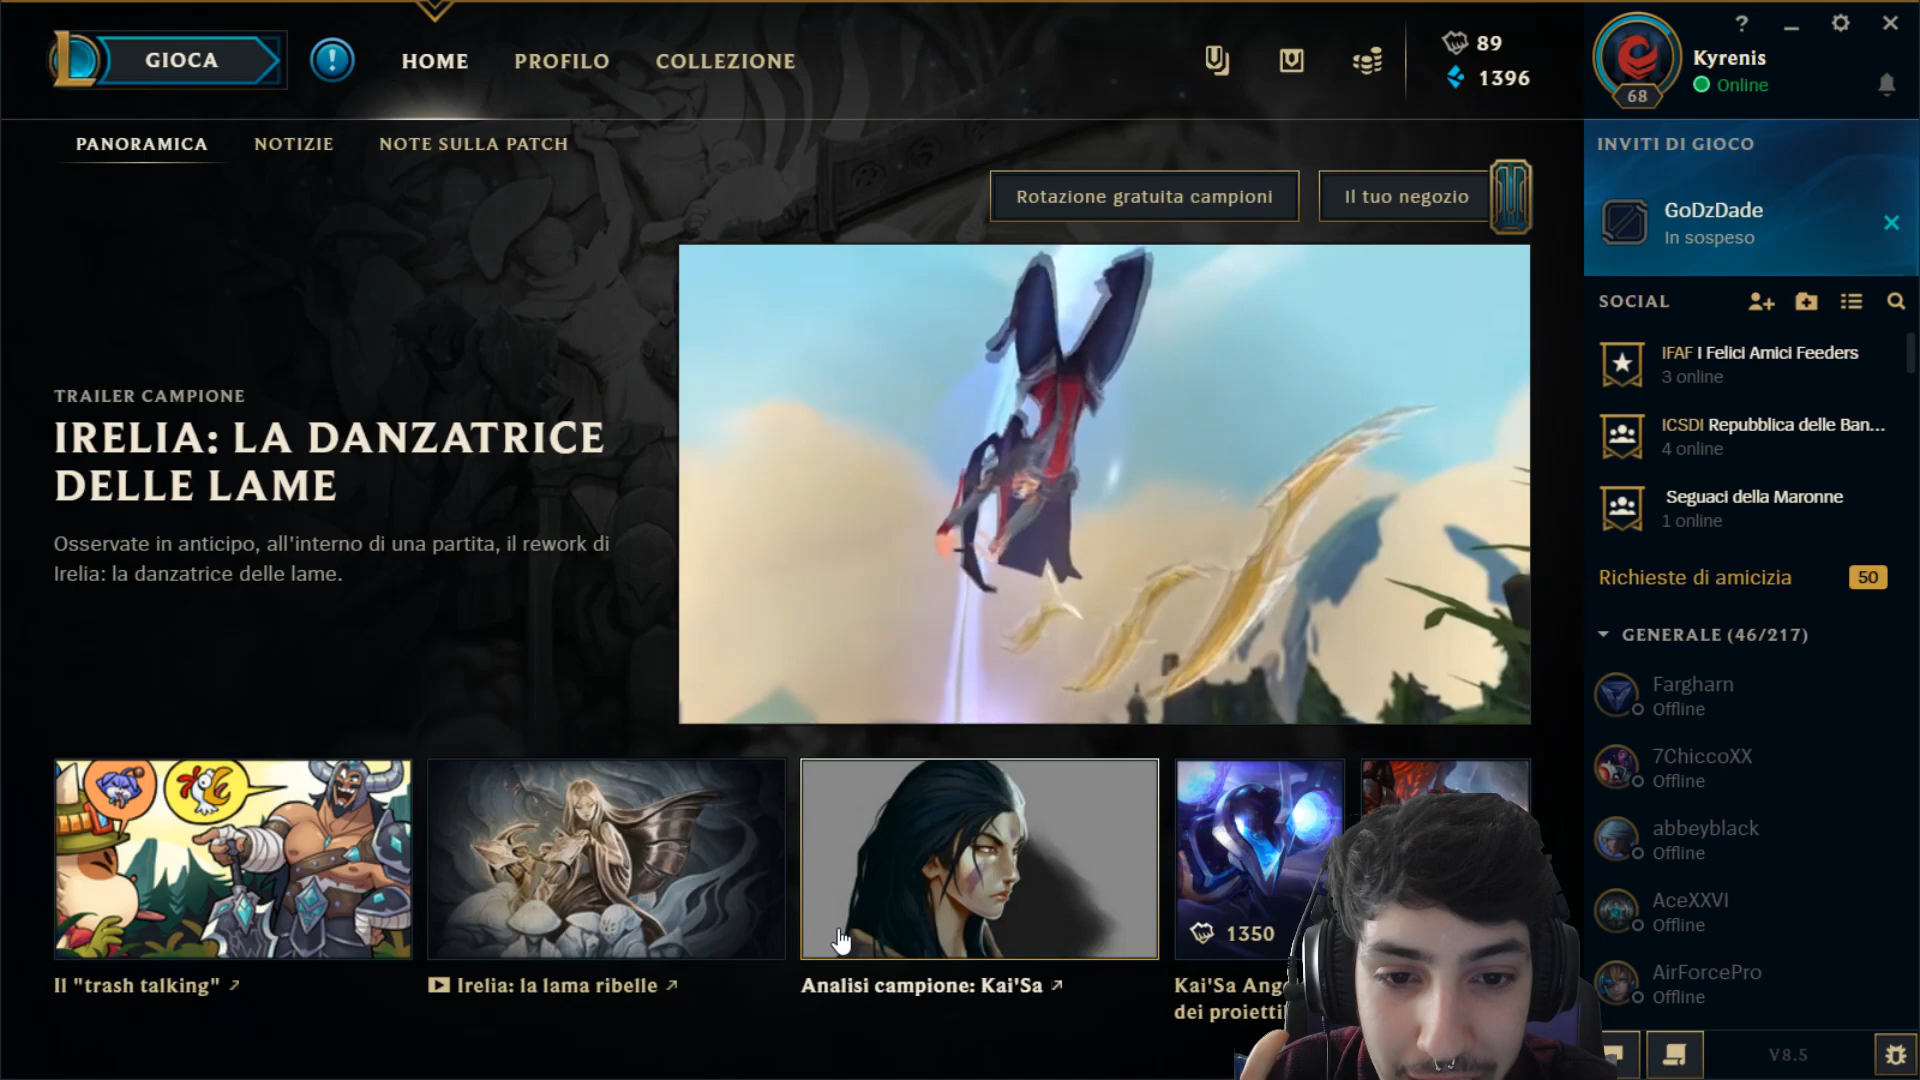 GIOCA
HOME
PROFILO
COLLEZIONE
89
1396
68
Kyrenis
Online
PANORAMICA
NOTIZIE
NOTE SULLA PATCH
Rotazione gratuita campioni
Il tuo negozio
TRAILER CAMPIONE
IRELIA: LA DANZATRICE
DELLE LAME
Osservate in anticipo, all'interno di una partita, il rework di
Irelia: la danzatrice delle lame.
1350
Il "trash talking"
Irelia: la lama ribelle
Analisi campione: Kai'Sa
Kai'Sa
dei
INVITI DI GIOCO
GoDzDade
In sospeso
SOCIAL
IFAF I Felici Amici Feeders
3 online
ICSDI Repubblica delle Ban...
4 online
Seguaci della Maronne
1 online
Richieste di amicizia
50
GENERALE (46/217)
Fargharn
Offline
7ChiccoXX
Offline
abbeyblack
Offline
AceXXVI
Offline
AirForcePro
Offline
V8.5